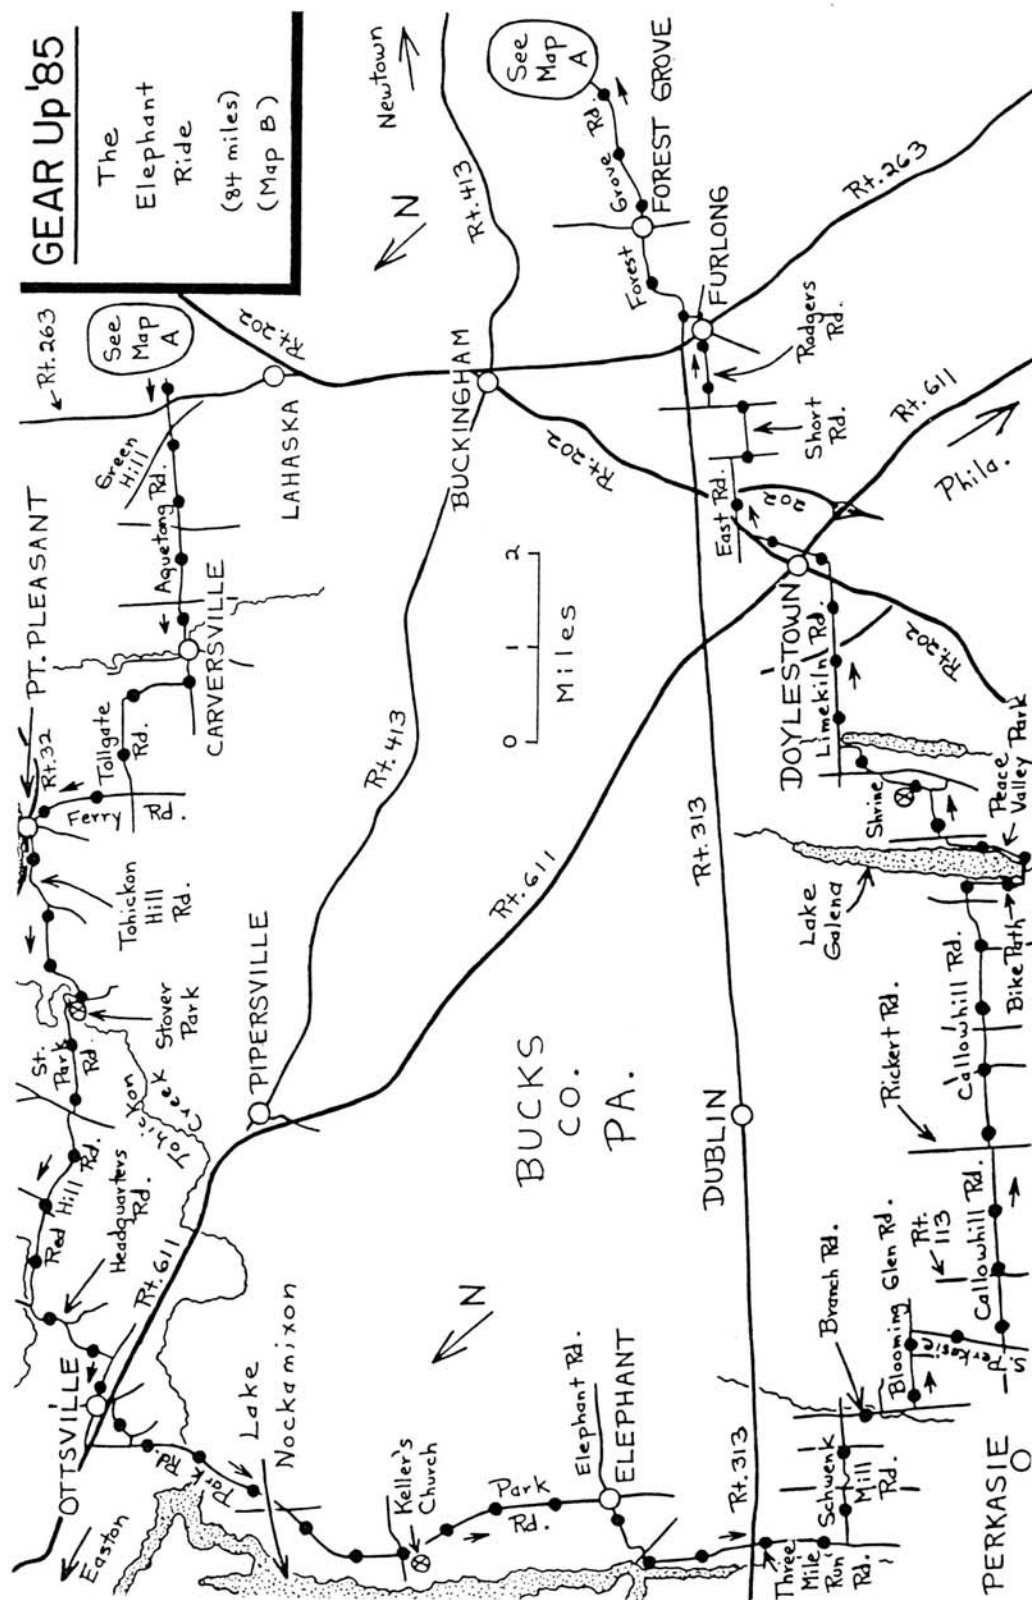 GEAR Up '85
The
Elephant
Ride
(84 miles)
(Map B)
Newtown
See
Map
A
Rt. 413
N
Forest
Grove
Rd.
FOREST GROVE
FURLONG
Rt. 263
Rt. 263
See
Map
A
Rt. 202
LAHASKA
BUCKINGHAM
Rodgers
Rd.
Short
Rd.
Rt. 611
Phila.
Green
Hill
Aquetong Rd.
Rt. 202
East Rd.
202
PT. PLEASANT
CARVERSVILLE
Rt. 32
Tollgate
Rd.
Ferry
Rd.
Rt. 413
0 1 2
Miles
DOYLESTOWN
Limekiln Rd.
Rt. 202
Tohickon
Hill
Rd.
Stover
Park
Rt. 611
Rt. 313
Shrine
Peace
Valley Park
Lake
Galena
Bike Path
St.
Park
Rd.
Tohickon
Creek
PIPERSVILLE
BUCKS
CO.
PA.
DUBLIN
Callowhill Rd.
Rickert Rd.
Red Hill Rd.
Headquarters
Rd.
Rt. 611
OTTSVILLE
Easton
Park Rd.
Lake
Nockamixon
N
Keller's
Church
Park
Rd.
Elephant Rd.
ELEPHANT
Rt. 313
Three
Mile
Run
Rd.
Schwenk
Mill
Rd.
Branch Rd.
Blooming Glen Rd.
Rt.
113
Callowhill Rd.
S. Perkasie
PERKASIE